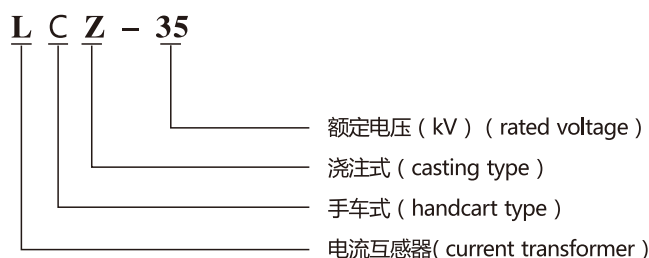 L C Z – 35
额定电压（kV）（rated voltage）
浇注式（casting type）
手车式（handcart type）
电流互感器( current transformer )